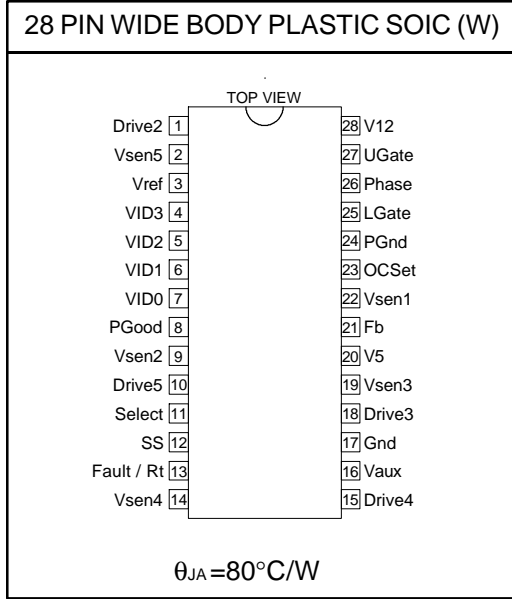 28 PIN WIDE BODY PLASTIC SOIC (W)
TOP VIEW
Drive2 1 28 V12
Vsen5 2 27 UGate
Vref 3 26 Phase
VID3 4 25 LGate
VID2 5 24 PGnd
VID1 6 23 OCSet
VID0 7 22 Vsen1
PGood 8 21 Fb
Vsen2 9 20 V5
Drive5 10 19 Vsen3
Select 11 18 Drive3
SS 12 17 Gnd
Fault / Rt 13 16 Vaux
Vsen4 14 15 Drive4
θJA =80°C/W